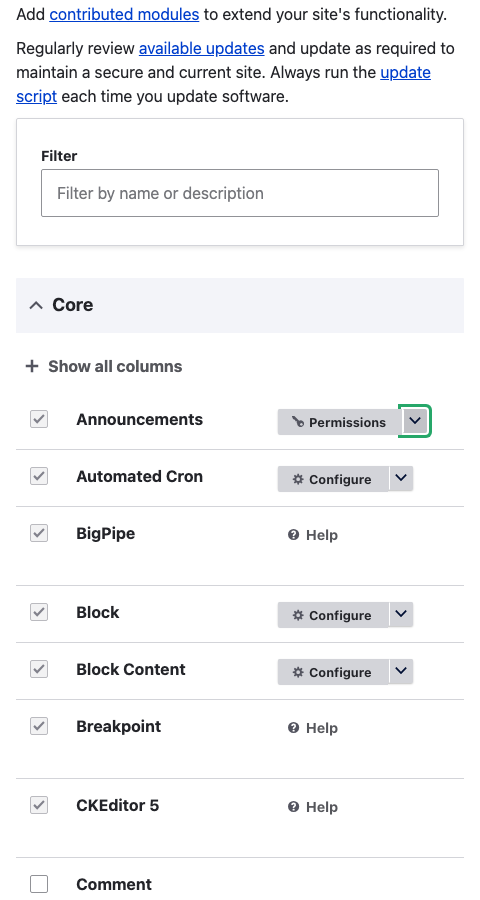 Add contributed modules to extend your site's functionality.
Regularly review available updates and update as required to
maintain a secure and current site. Always run the update
script each time you update software.
Filter
Filter by name or description
Core
Show all columns
Announcements
Permissions
Automated Cron
Configure
BigPipe
Help
Block
Configure
Block Content
Configure
Breakpoint
Help
CKEditor 5
Help
Comment